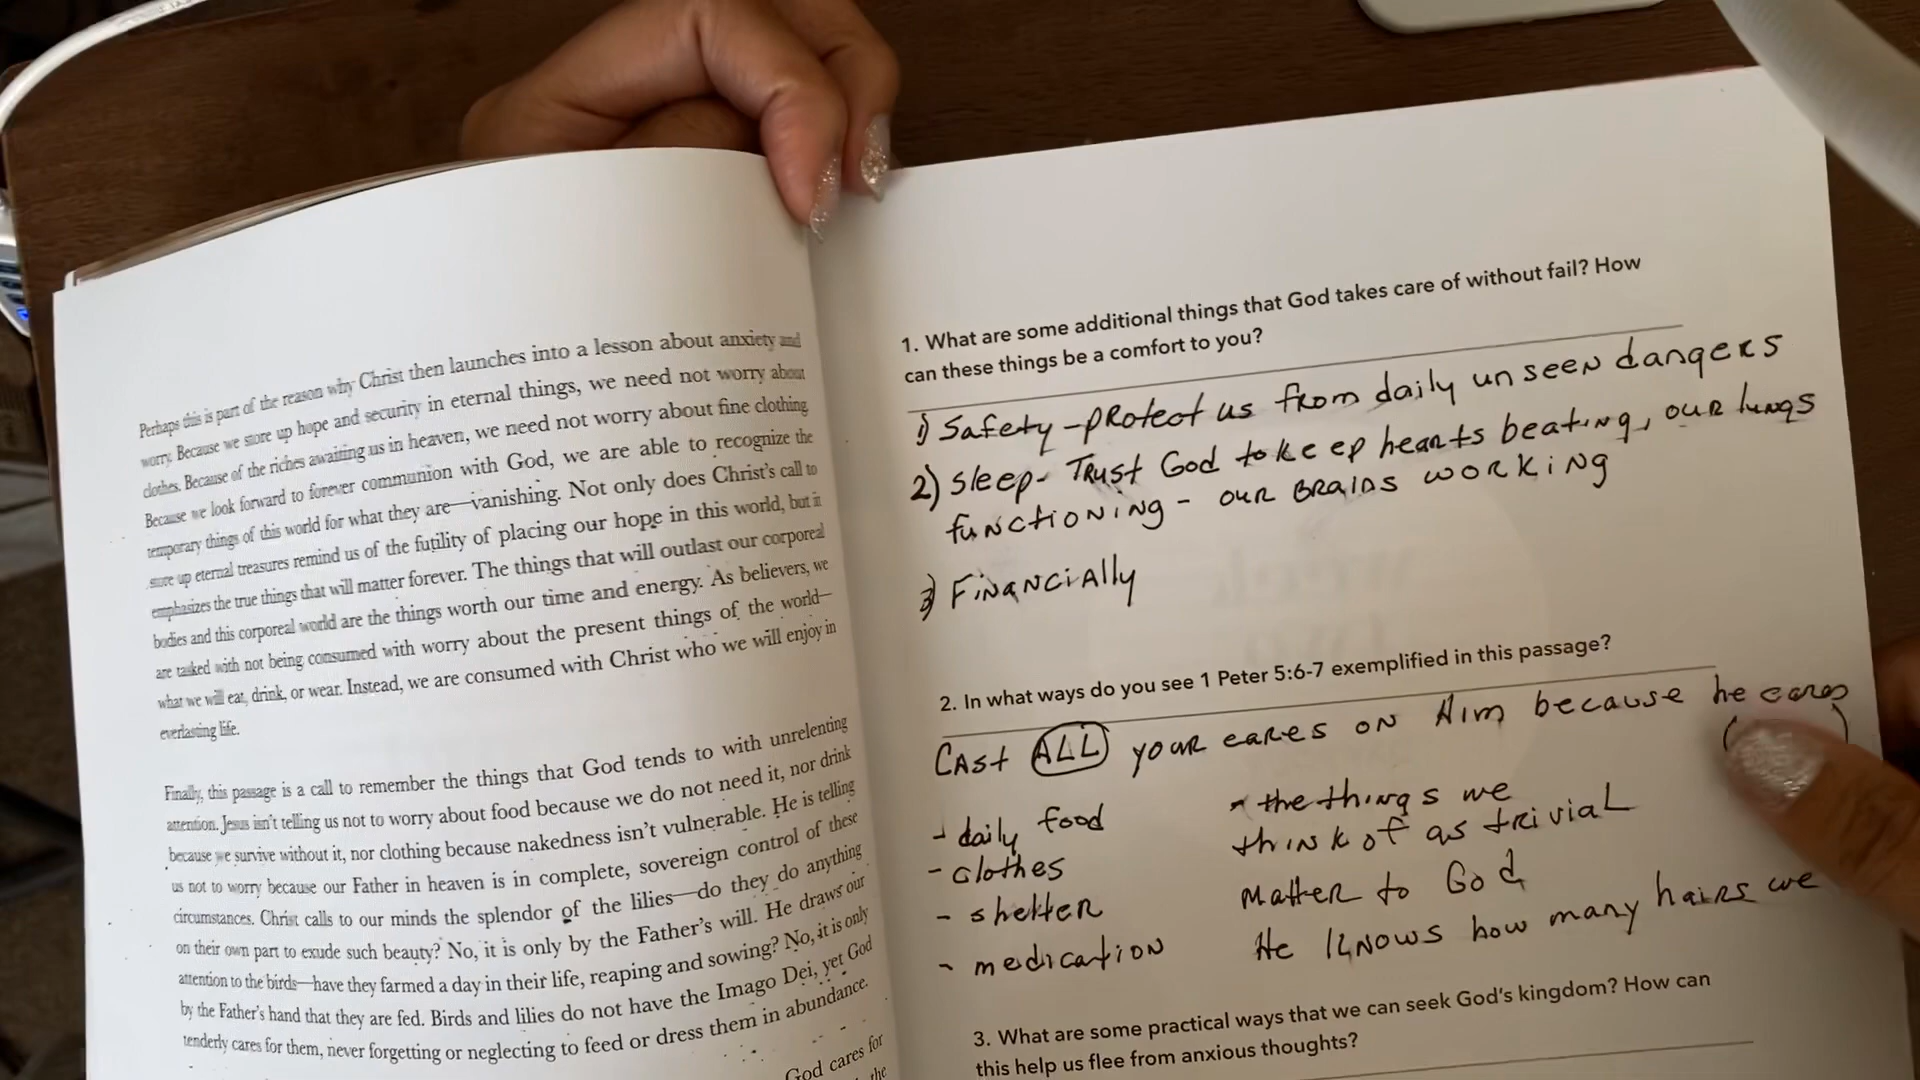 Perhaps this is part of the reason why Christ then launches into a lesson about anxiety and
worry. Because we store up hope and security in eternal things, we need not worry about
clothes. Because of the riches awaiting us in heaven, we need not worry about fine clothing.
Because we look forward to forever communion with God, we are able to recognize the
temporary things of this world for what they are—vanishing. Not only does Christ's call to
store up eternal treasures remind us of the futility of placing our hope in this world, but it
emphasizes the true things that will matter forever. The things that will outlast our corporeal
bodies and this corporeal world are the things worth our time and energy. As believers, we
are tasked with not being consumed with worry about the present things of the world—
what we will eat, drink, or wear. Instead, we are consumed with Christ who we will enjoy in
everlasting life.
Finally, this passage is a call to remember the things that God tends to with unrelenting
attention. Jesus isn't telling us not to worry about food because we do not need it, nor drink
because we survive without it, nor clothing because nakedness isn't vulnerable. He is telling
us not to worry because our Father in heaven is in complete, sovereign control of these
circumstances. Christ calls to our minds the splendor of the lilies—do they do anything
on their own part to exude such beauty? No, it is only by the Father's will. He draws our
attention to the birds—have they farmed a day in their life, reaping and sowing? No, it is only
by the Father's hand that they are fed. Birds and lilies do not have the Imago Dei, yet God
tenderly cares for them, never forgetting or neglecting to feed or dress them in abundance.
God cares for
the
1. What are some additional things that God takes care of without fail? How
can these things be a comfort to you?
1) Safety - protect us from daily unseen dangers
2) Sleep - Trust God to keep hearts beating, our lungs
functioning - our brains working
3) Financially
2. In what ways do you see 1 Peter 5:6-7 exemplified in this passage?
Cast ALL your cares on Him because he cares
- daily food
- clothes
- shelter
- medication
* the things we
think of as trivial
matter to God
He knows how many hairs we
3. What are some practical ways that we can seek God's kingdom? How can
this help us flee from anxious thoughts?